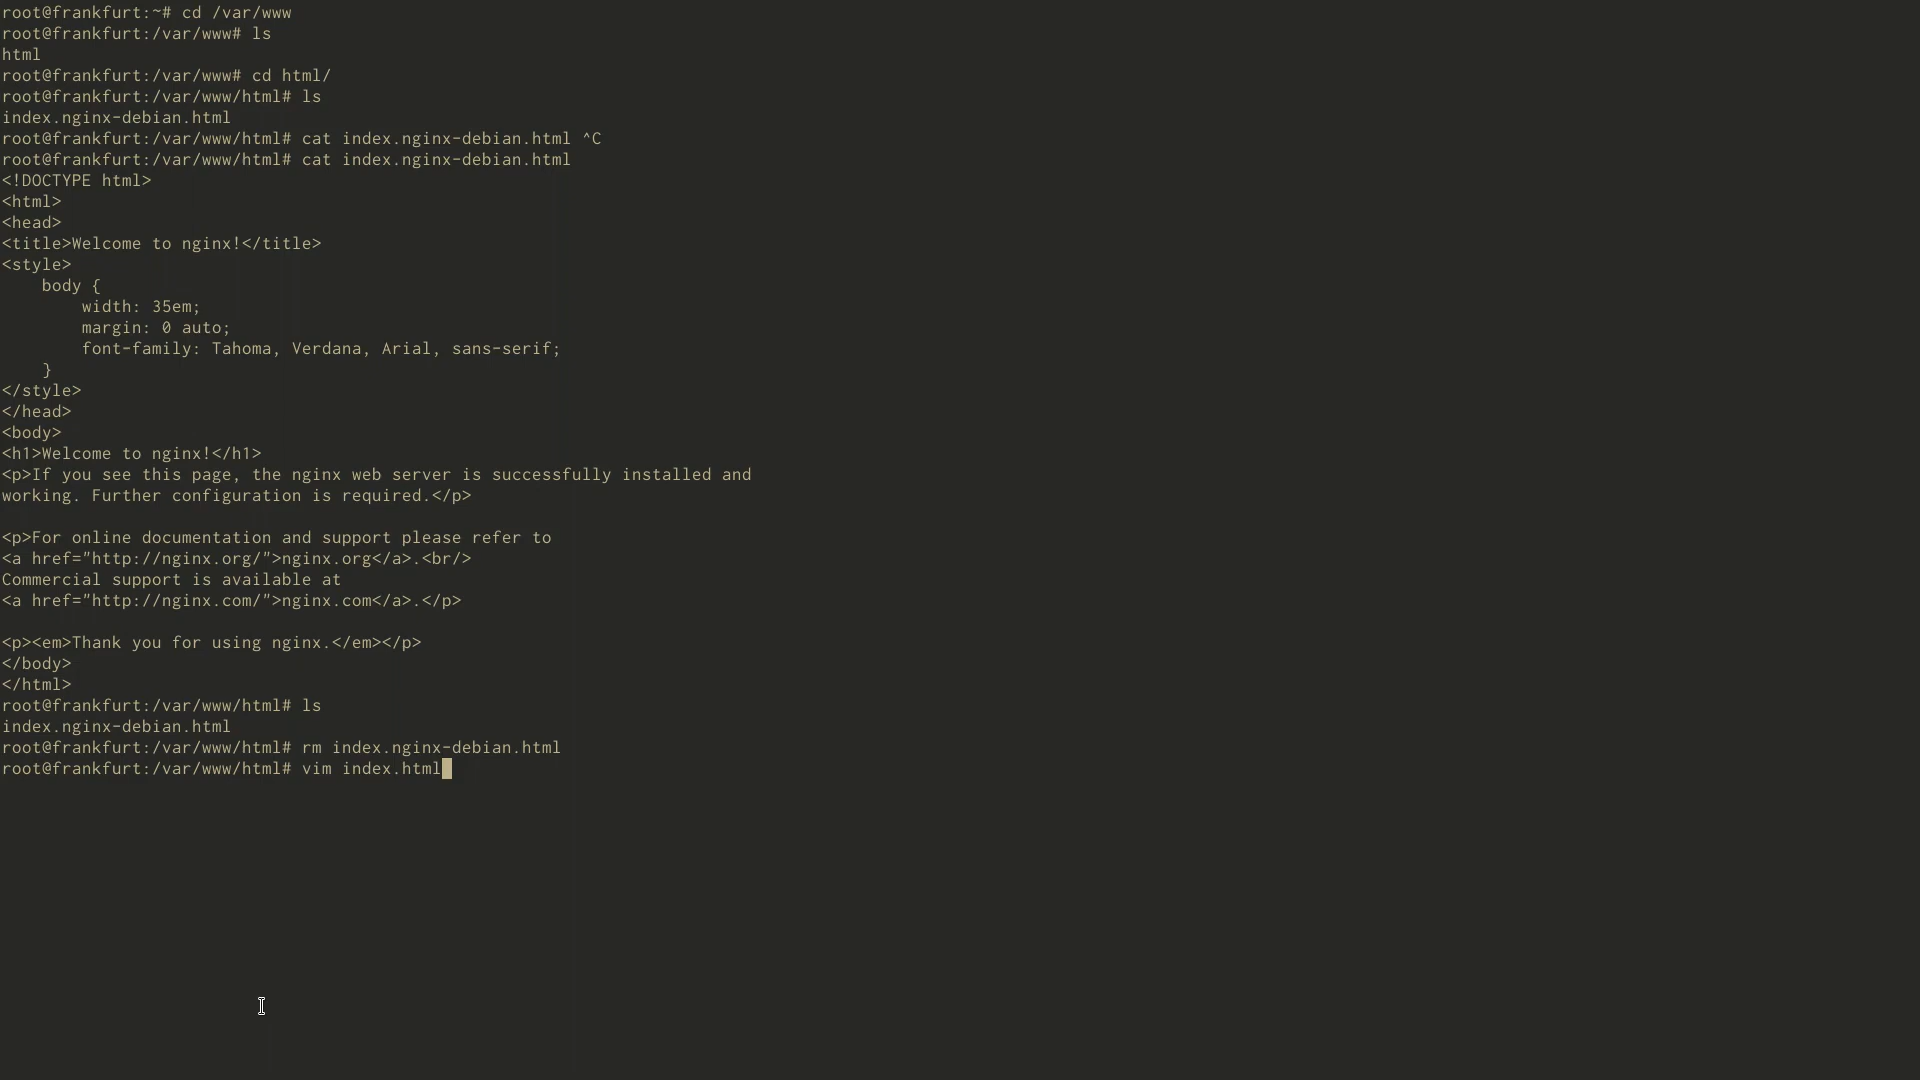 root@frankfurt:~# cd /var/www
root@frankfurt:/var/www# ls
html
root@frankfurt:/var/www# cd html/
root@frankfurt:/var/www/html# ls
index.nginx-debian.html
root@frankfurt:/var/www/html# cat index.nginx-debian.html ^C
root@frankfurt:/var/www/html# cat index.nginx-debian.html
<!DOCTYPE html>
<html>
<head>
<title>Welcome to nginx!</title>
<style>
    body {
        width: 35em;
        margin: 0 auto;
        font-family: Tahoma, Verdana, Arial, sans-serif;
    }
</style>
</head>
<body>
<h1>Welcome to nginx!</h1>
<p>If you see this page, the nginx web server is successfully installed and
working. Further configuration is required.</p>

<p>For online documentation and support please refer to
<a href="http://nginx.org/">nginx.org</a>.<br/>
Commercial support is available at
<a href="http://nginx.com/">nginx.com</a>.</p>

<p><em>Thank you for using nginx.</em></p>
</body>
</html>
root@frankfurt:/var/www/html# ls
index.nginx-debian.html
root@frankfurt:/var/www/html# rm index.nginx-debian.html
root@frankfurt:/var/www/html# vim index.html